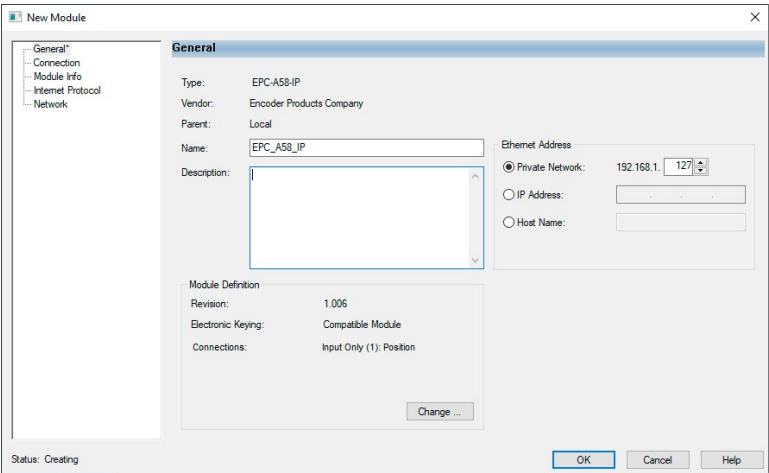 New Module
General*
Connection
Module Info
Internet Protocol
Network
General
Type: EPC-A58-IP
Vendor: Encoder Products Company
Parent: Local
Name: EPC_A58_IP
Description:
Ethernet Address
Private Network: 192.168.1. 127
IP Address: . . .
Host Name:
Module Definition
Revision: 1.006
Electronic Keying: Compatible Module
Connections: Input Only (1): Position
Change ...
Status: Creating
OK Cancel Help